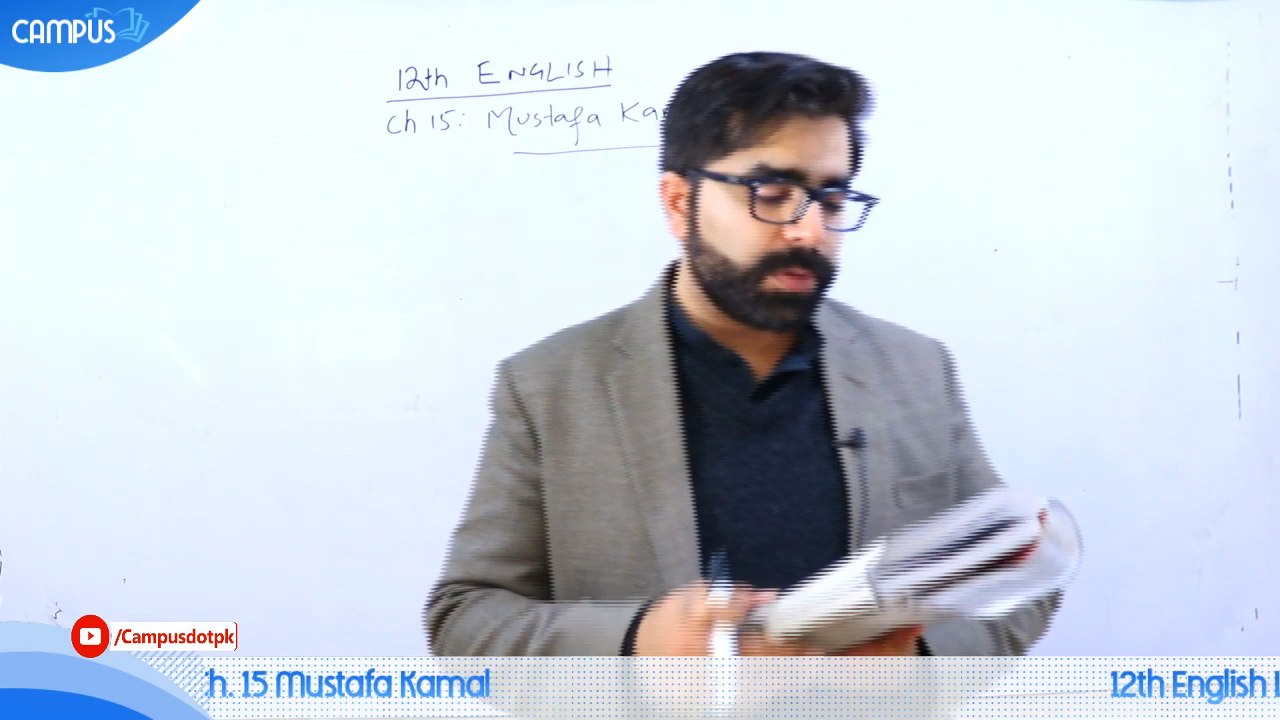 CAMPUS
12th ENGLISH
Ch 15: Mustafa Ka
/Campusdotpk
h. 15 Mustafa Kamal
12th English